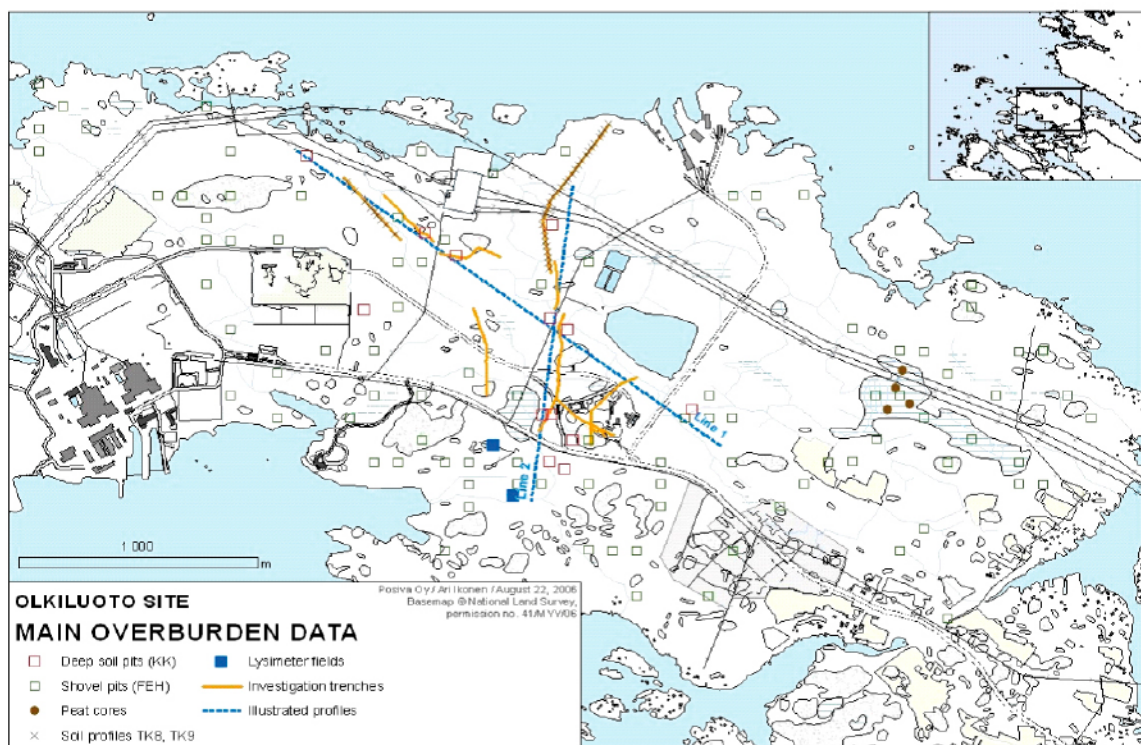 Line 1
Line 2
1 000
m
Posiva Oy / Ari Ikonen / August 22, 2006
Basemap © National Land Survey,
permission no. 41/MYY/06
OLKILUOTO SITE
MAIN OVERBURDEN DATA
Deep soil pits (KK)
Lysimeter fields
Shovel pits (FEH)
Investigation trenches
Peat cores
Illustrated profiles
Soil profiles TK8, TK9